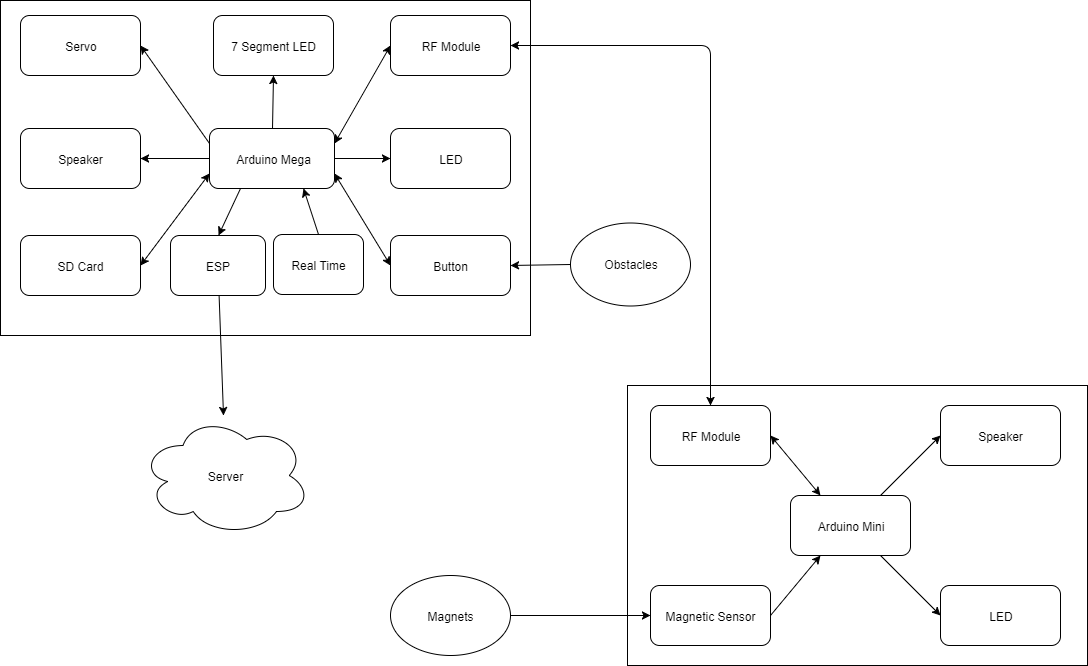 Servo
7 Segment LED
RF Module
Speaker
Arduino Mega
LED
SD Card
ESP
Real Time
Button
Obstacles
Server
RF Module
Speaker
Arduino Mini
Magnets
Magnetic Sensor
LED